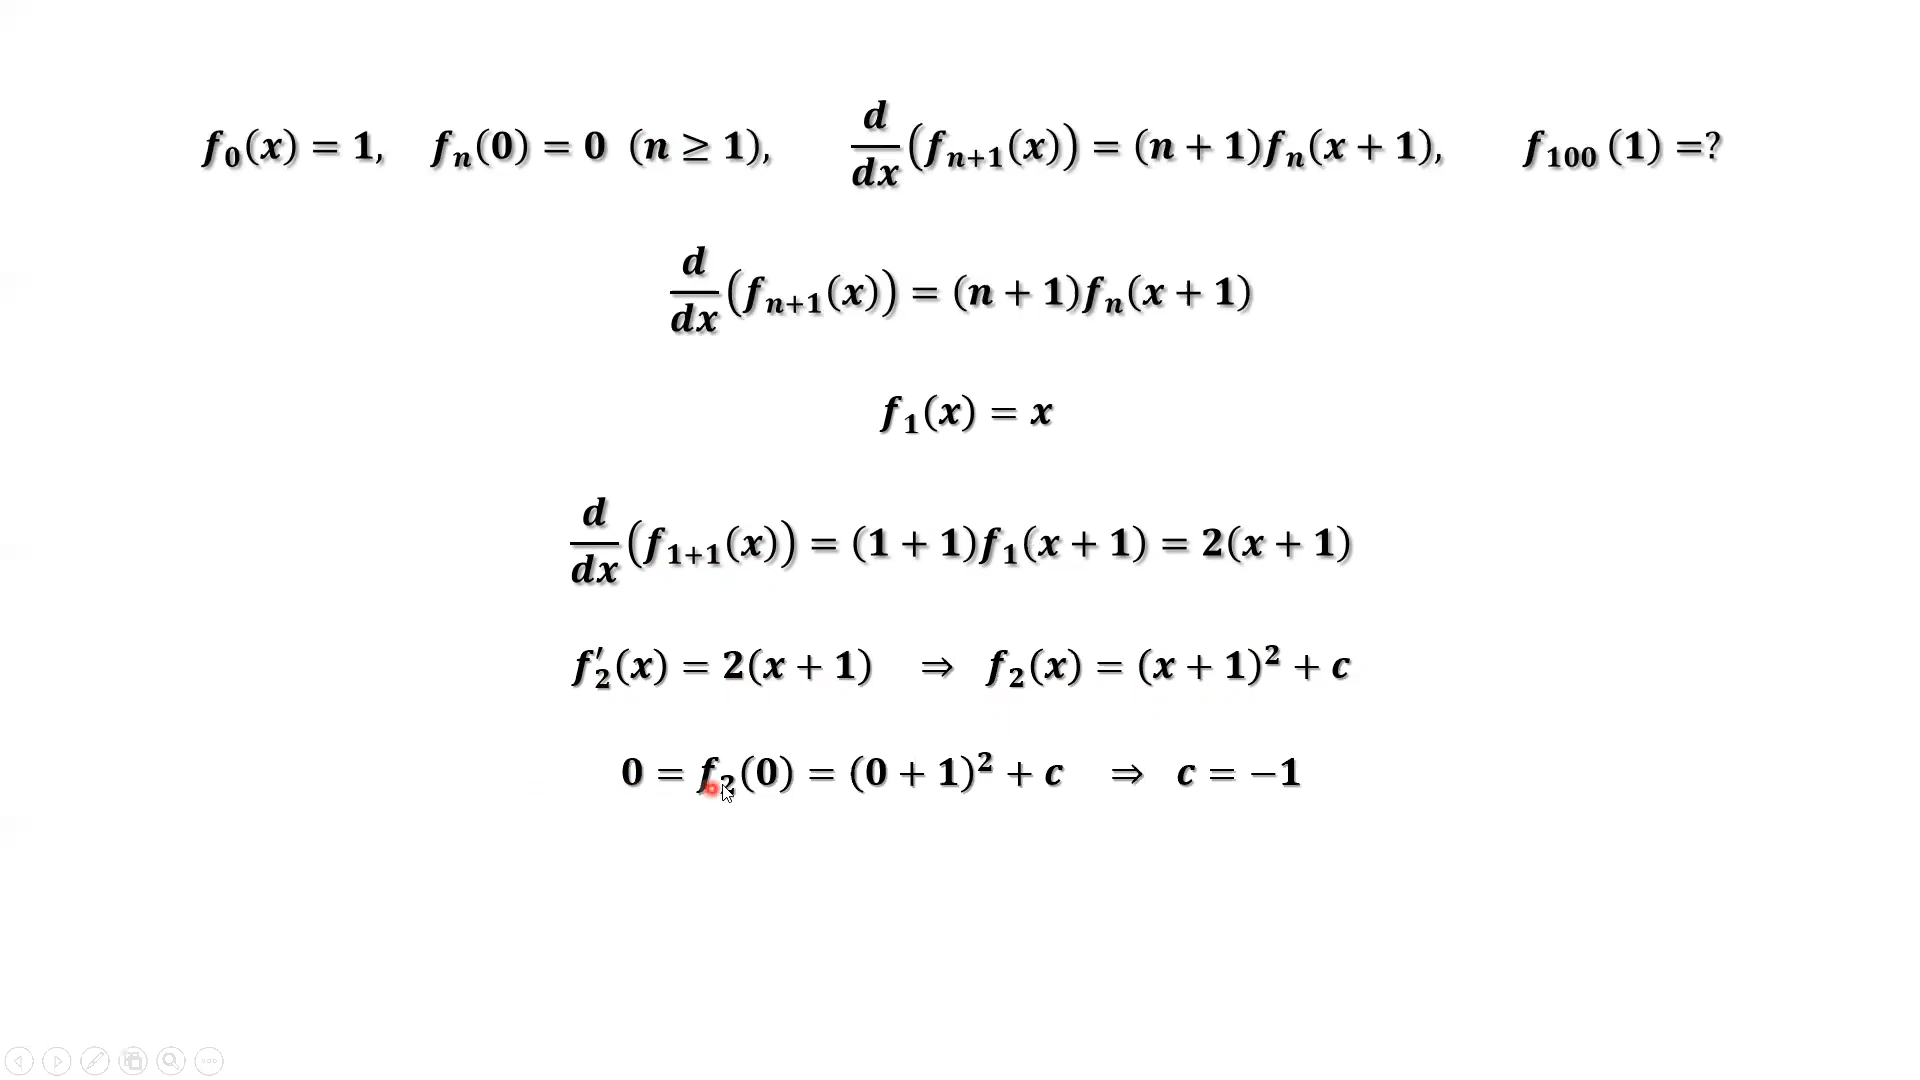 f₀(x) = 1, fₙ(0) = 0 (n ≥ 1), d/dx (fₙ₊₁(x)) = (n + 1)fₙ(x + 1), f₁₀₀ (1) =?
d/dx (fₙ₊₁(x)) = (n + 1)fₙ(x + 1)
f₁(x) = x
d/dx (f₁₊₁(x)) = (1 + 1)f₁(x + 1) = 2(x + 1)
f₂′(x) = 2(x + 1) ⇒ f₂(x) = (x + 1)² + c
0 = f₂(0) = (0 + 1)² + c ⇒ c = −1